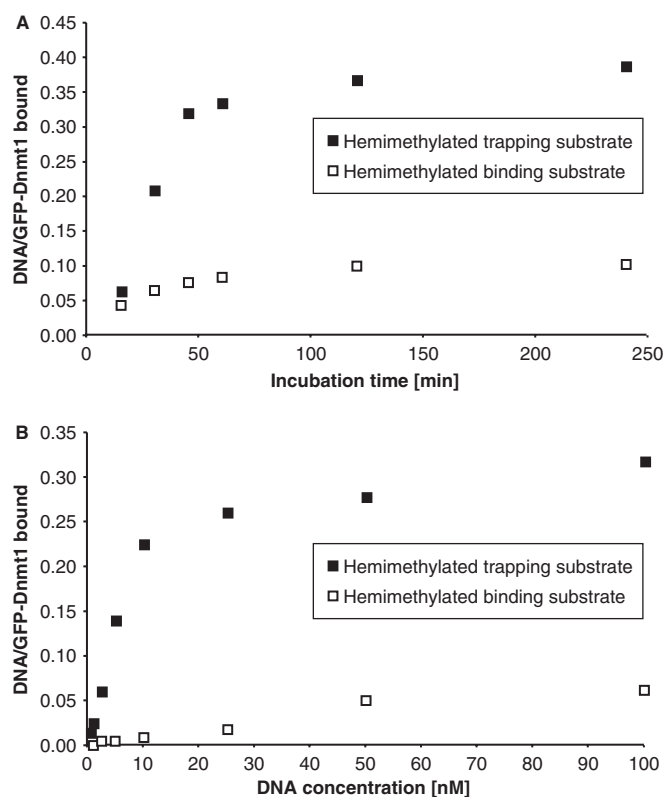 A
0.45
0.40
0.35
0.30
0.25
0.20
0.15
0.10
0.05
0.00
DNA/GFP-Dnmt1 bound
Hemimethylated trapping substrate
Hemimethylated binding substrate
0 50 100 150 200 250
Incubation time [min]
B
0.35
0.30
0.25
0.20
0.15
0.10
0.05
0.00
DNA/GFP-Dnmt1 bound
Hemimethylated trapping substrate
Hemimethylated binding substrate
0 10 20 30 40 50 60 70 80 90 100
DNA concentration [nM]